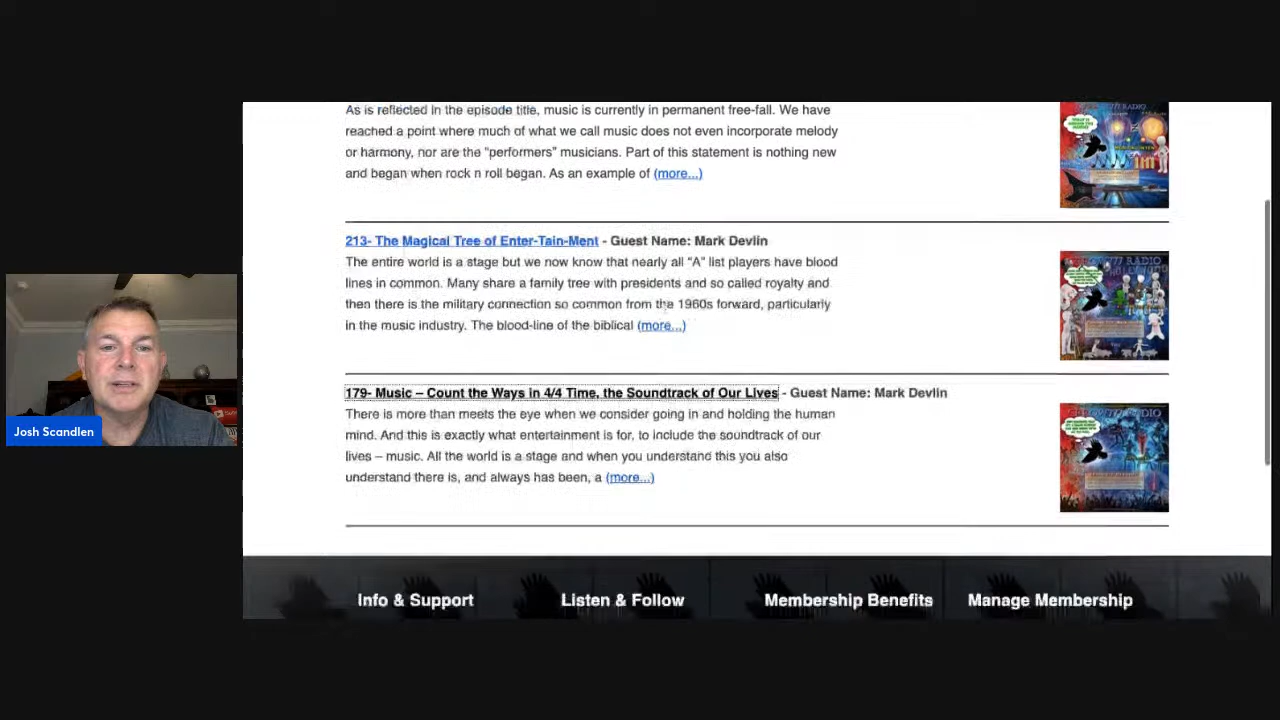 As is reflected in the episode title, music is currently in permanent free-fall. We have
reached a point where much of what we call music does not even incorporate melody
or harmony, nor are the “performers” musicians. Part of this statement is nothing new
and began when rock n roll began. As an example of (more...)
213- The Magical Tree of Enter-Tain-Ment - Guest Name: Mark Devlin
The entire world is a stage but we now know that nearly all “A” list players have blood
lines in common. Many share a family tree with presidents and so called royalty and
then there is the military connection so common from the 1960s forward, particularly
in the music industry. The blood-line of the biblical (more...)
Josh Scandlen
179- Music – Count the Ways in 4/4 Time, the Soundtrack of Our Lives - Guest Name: Mark Devlin
There is more than meets the eye when we consider going in and holding the human
mind. And this is exactly what entertainment is for, to include the soundtrack of our
lives – music. All the world is a stage and when you understand this you also
understand there is, and always has been, a (more...)
Info & Support
Listen & Follow
Membership Benefits
Manage Membership